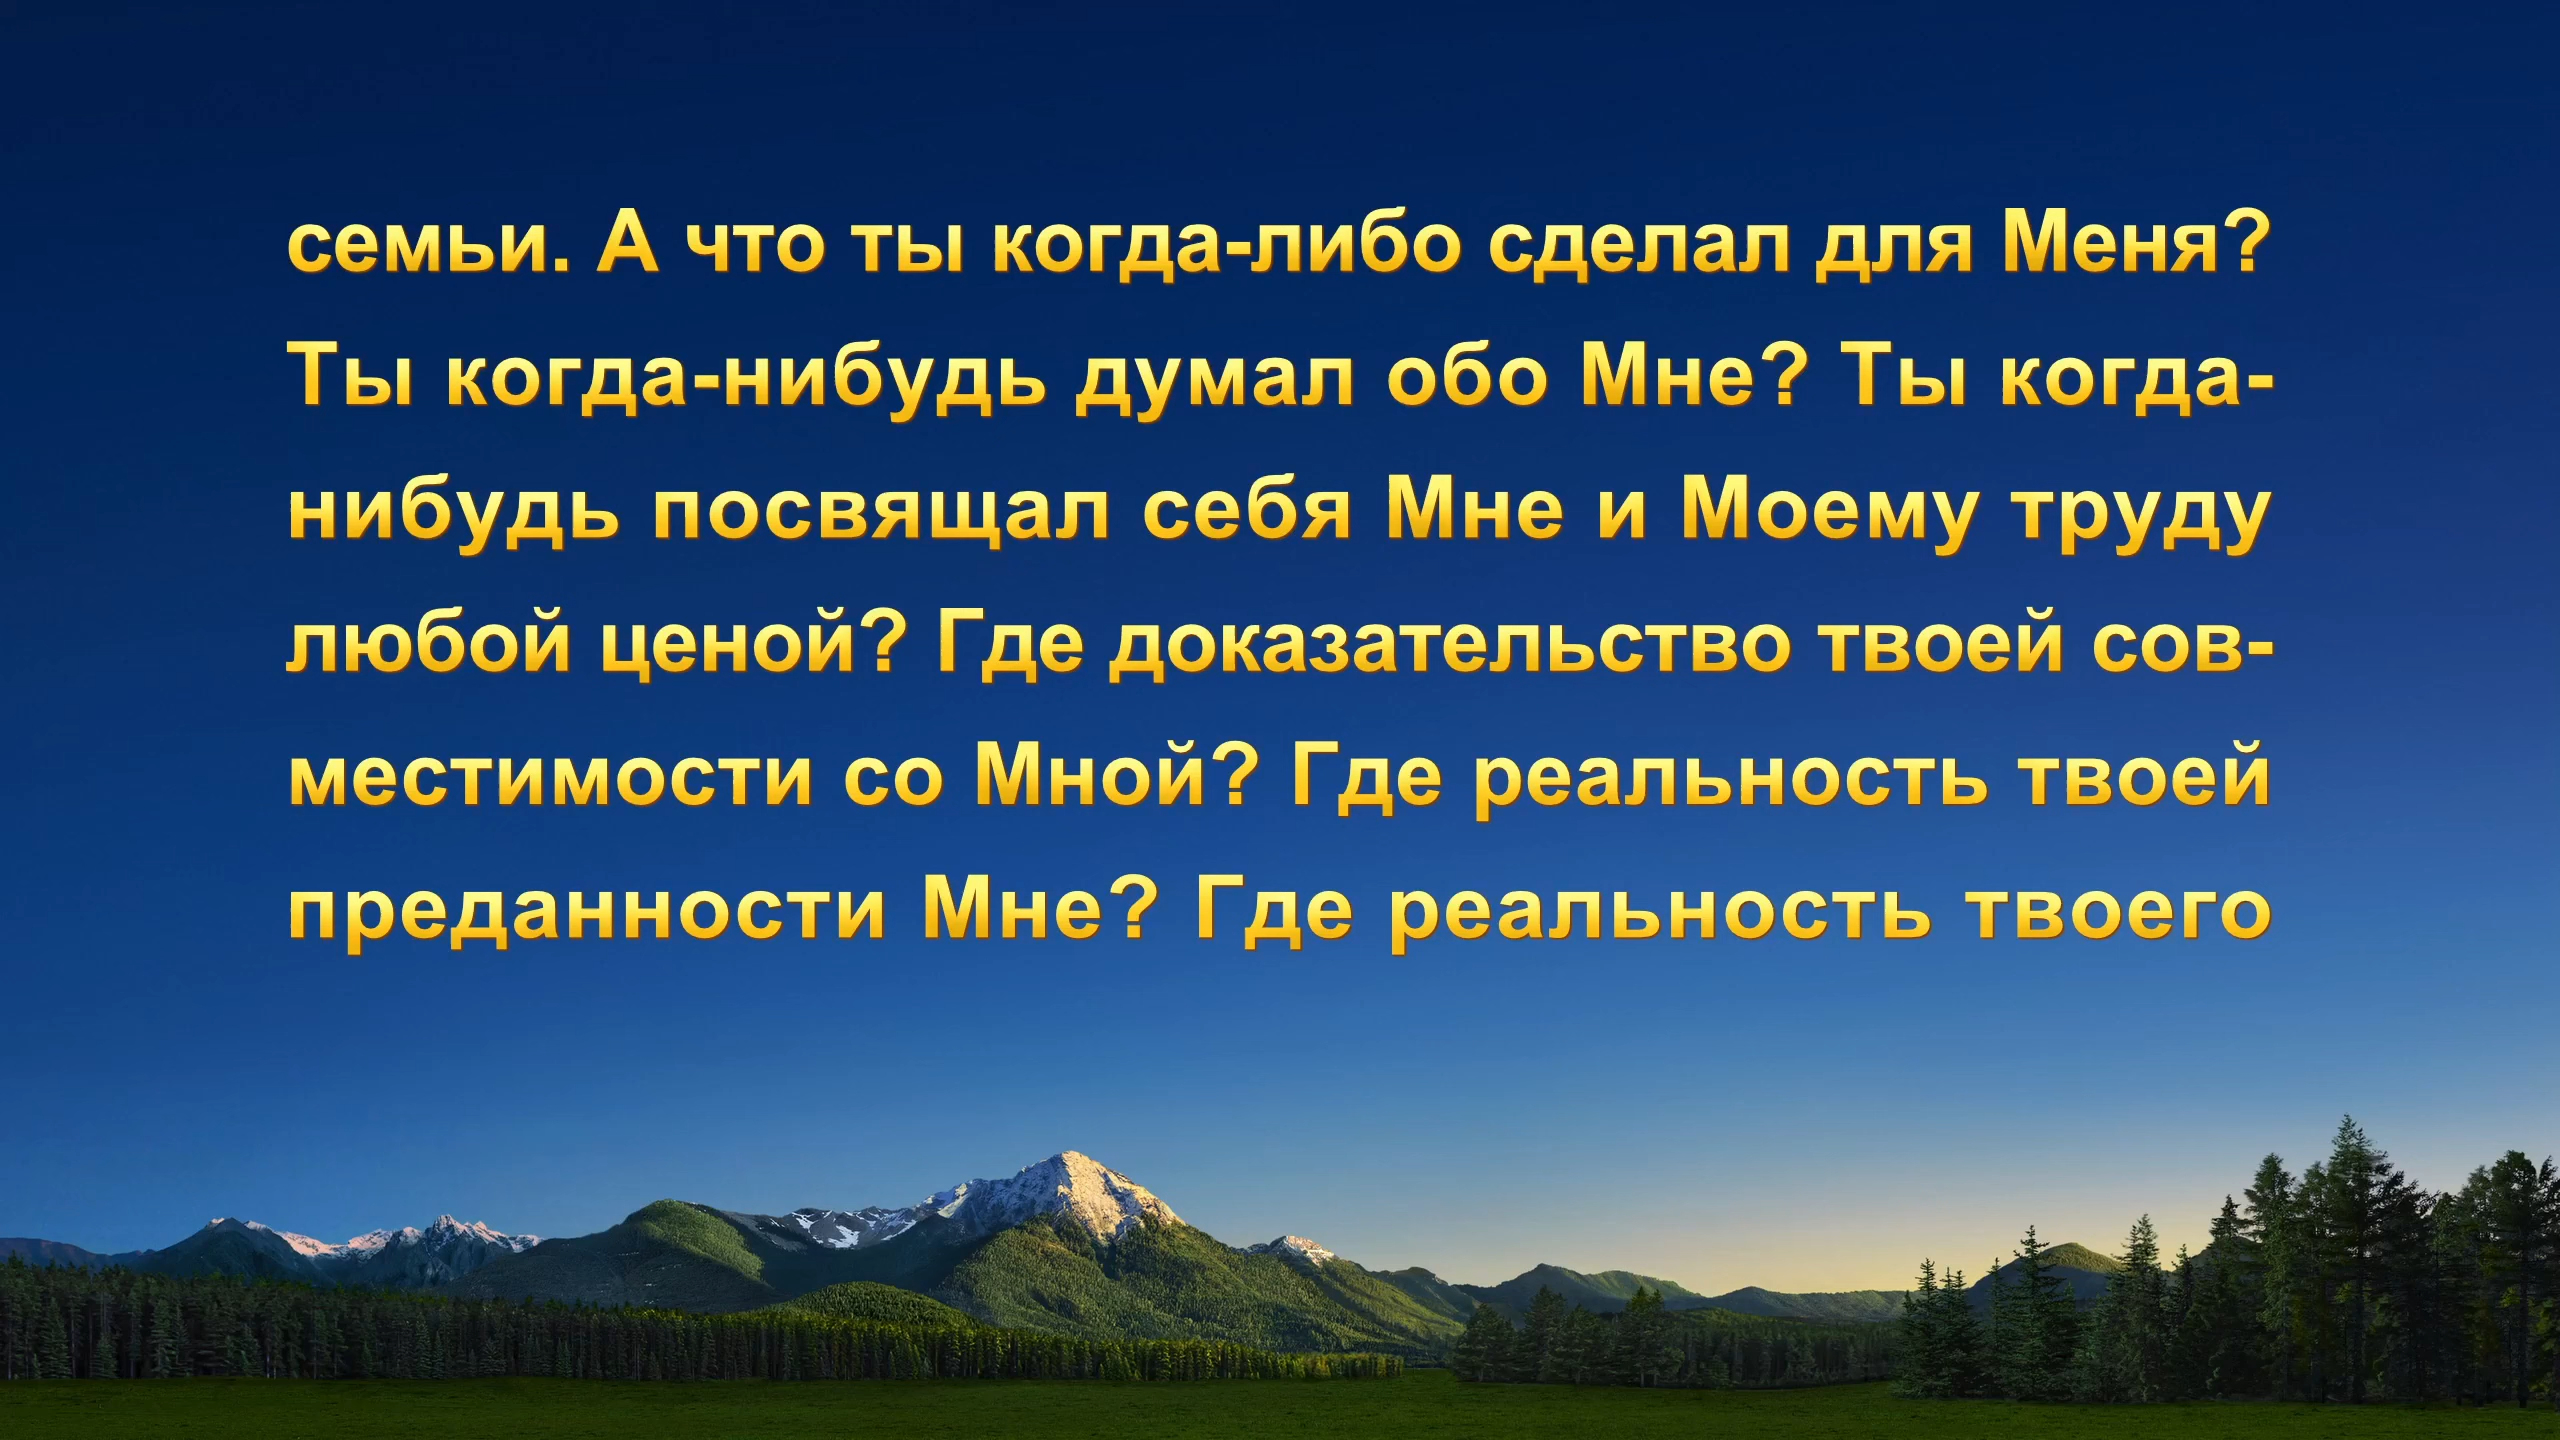 семьи. А что ты когда-либо сделал для Меня?
Ты когда-нибудь думал обо Мне? Ты когда-
нибудь посвящал себя Мне и Моему труду
любой ценой? Где доказательство твоей сов-
местимости со Мной? Где реальность твоей
преданности Мне? Где реальность твоего